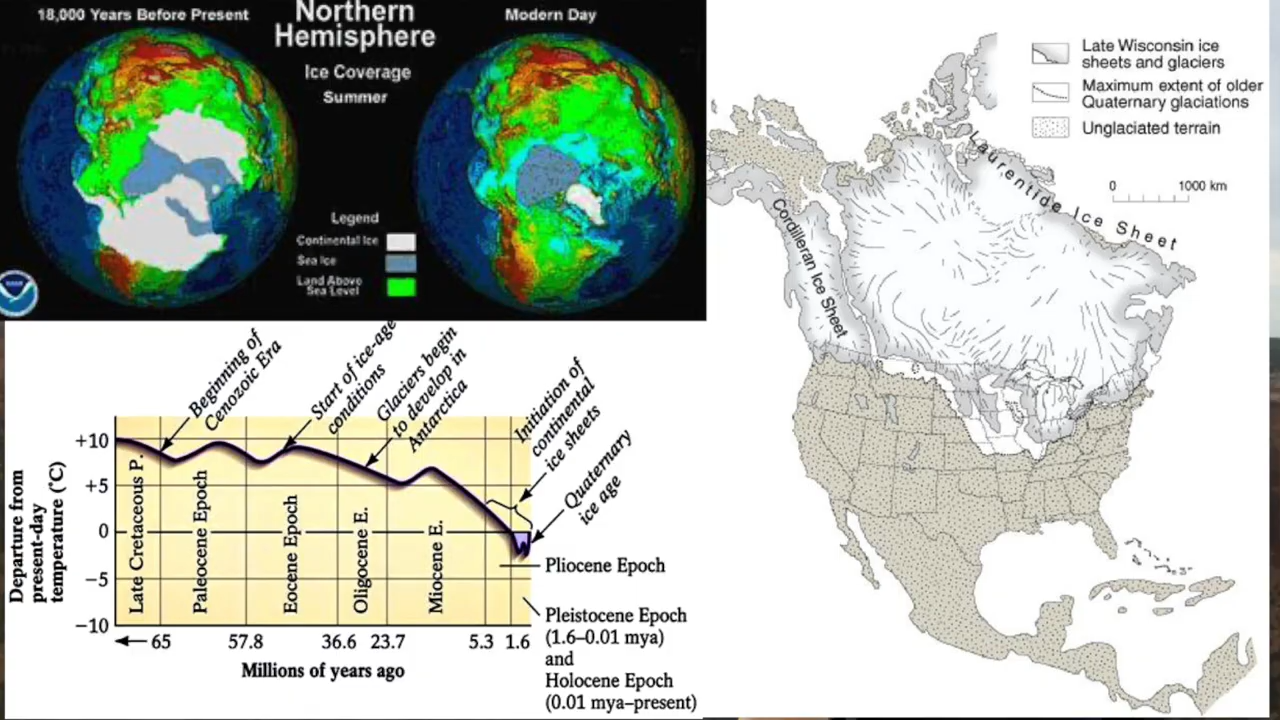 18,000 Years Before Present
Northern
Hemisphere
Modern Day
Ice Coverage
Summer
Legend
Continental Ice
Sea Ice
Land Above
Sea Level
Late Wisconsin ice
sheets and glaciers
Maximum extent of older
Quaternary glaciations
Unglaciated terrain
0
1000 km
Laurentide Ice Sheet
Cordilleran Ice Sheet
Beginning of
Cenozoic Era
Start of ice-age
conditions
Glaciers begin
to develop in
Antarctica
Initiation of
continental
ice sheets
Quaternary
ice age
Departure from
present-day
temperature (°C)
+10
+5
0
−5
−10
Late Cretaceous P.
Paleocene Epoch
Eocene Epoch
Oligocene E.
Miocene E.
Pliocene Epoch
Pleistocene Epoch
(1.6–0.01 mya)
and
Holocene Epoch
(0.01 mya–present)
65 57.8 36.6 23.7 5.3 1.6
Millions of years ago